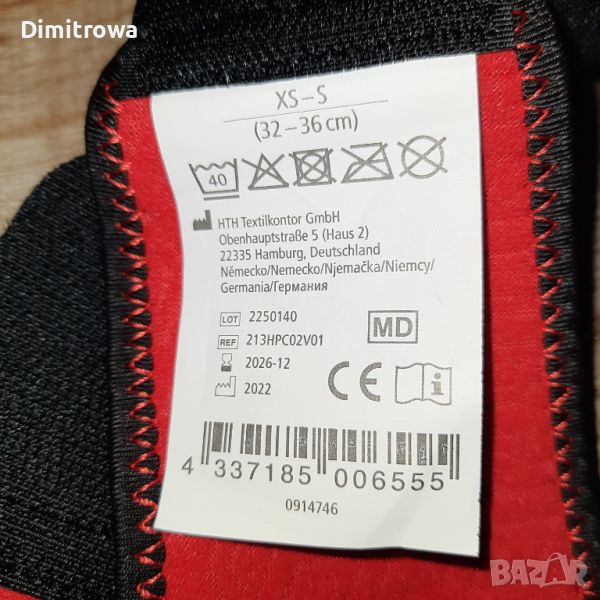 Dimitrowa
XS–S
(32–36 cm)
40
HTH Textilkontor GmbH
Obenhauptstraße 5 (Haus 2)
22335 Hamburg, Deutschland
Německo/Nemecko/Njemačka/Niemcy/
Germania/Германия
LOT 2250140
REF 213HPC02V01
MD
2026-12
2022
CE
i
4 337185 006555
0914746
BAZAR